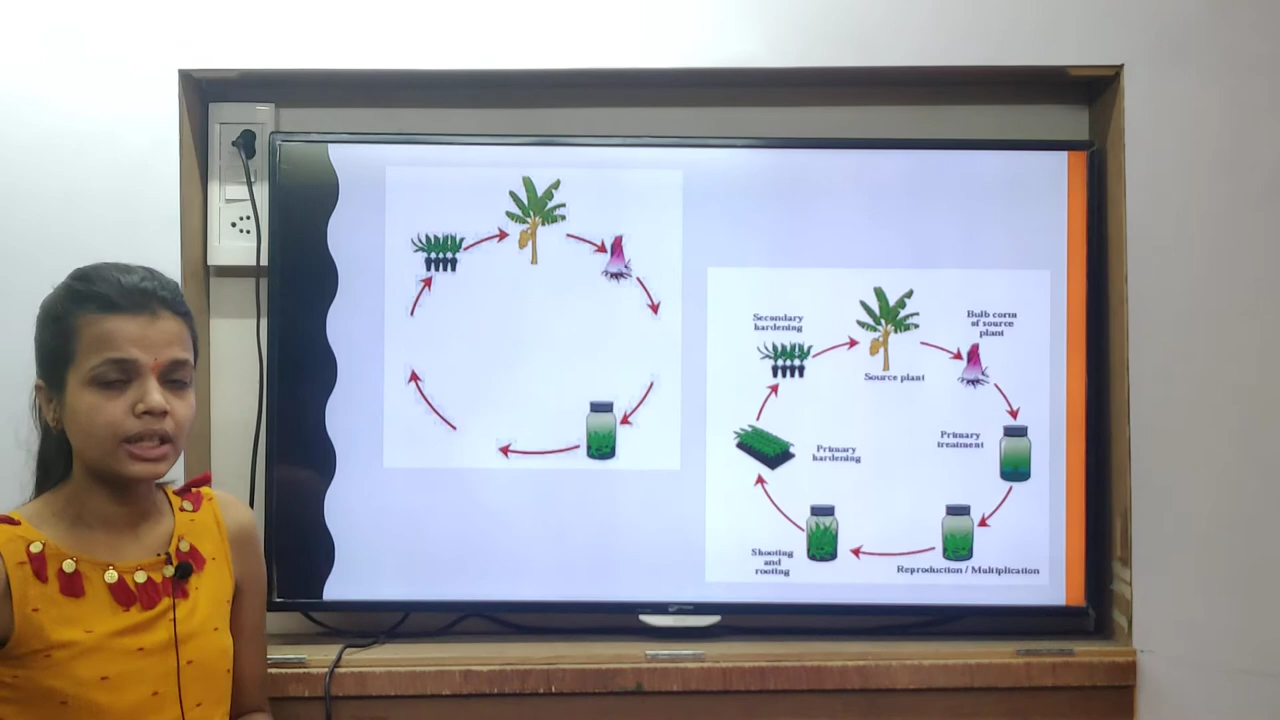 Secondary
hardening
Bulb corm
of source
plant
Source plant
Primary
treatment
Primary
hardening
Shooting
and
rooting
Reproduction / Multiplication